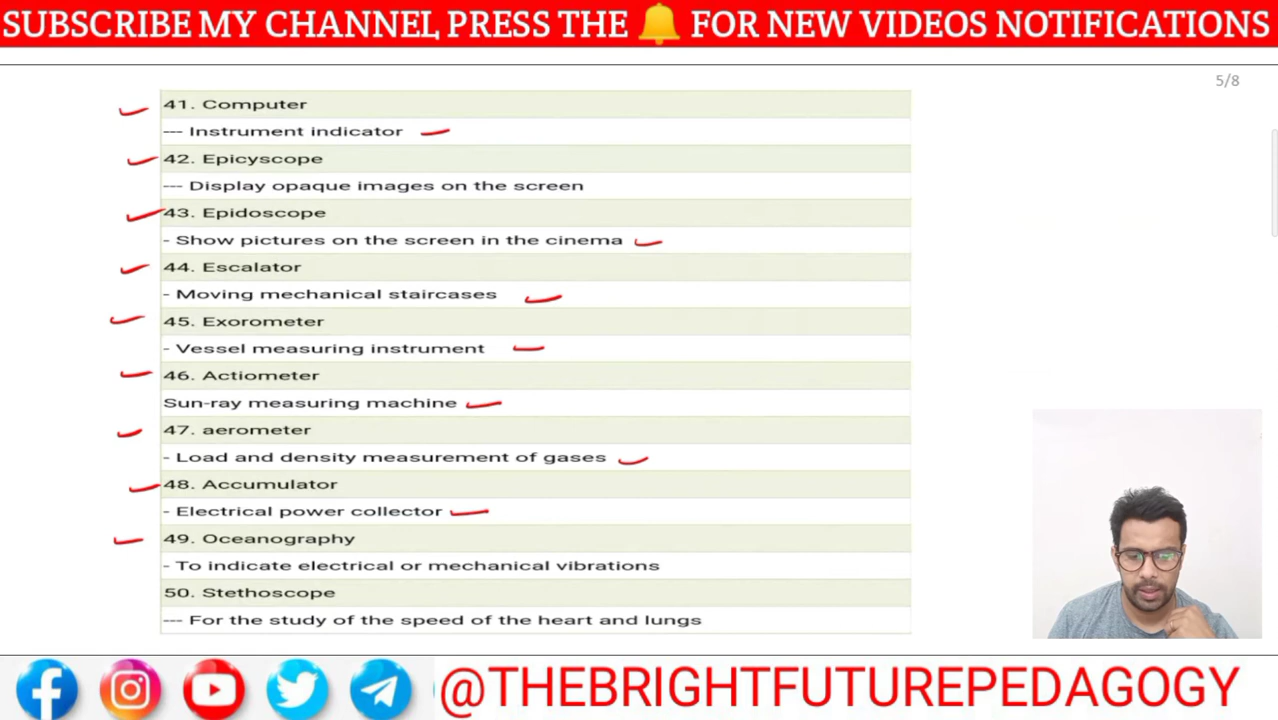 SUBSCRIBE MY CHANNEL, PRESS THE 🔔 FOR NEW VIDEOS NOTIFICATIONS
5/8
41. Computer
--- Instrument indicator
42. Epicyscope
--- Display opaque images on the screen
43. Epidoscope
- Show pictures on the screen in the cinema
44. Escalator
- Moving mechanical staircases
45. Exorometer
- Vessel measuring instrument
46. Actiometer
Sun-ray measuring machine
47. aerometer
- Load and density measurement of gases
48. Accumulator
- Electrical power collector
49. Oceanography
- To indicate electrical or mechanical vibrations
50. Stethoscope
--- For the study of the speed of the heart and lungs
@THEBRIGHTFUTUREPEDAGOGY